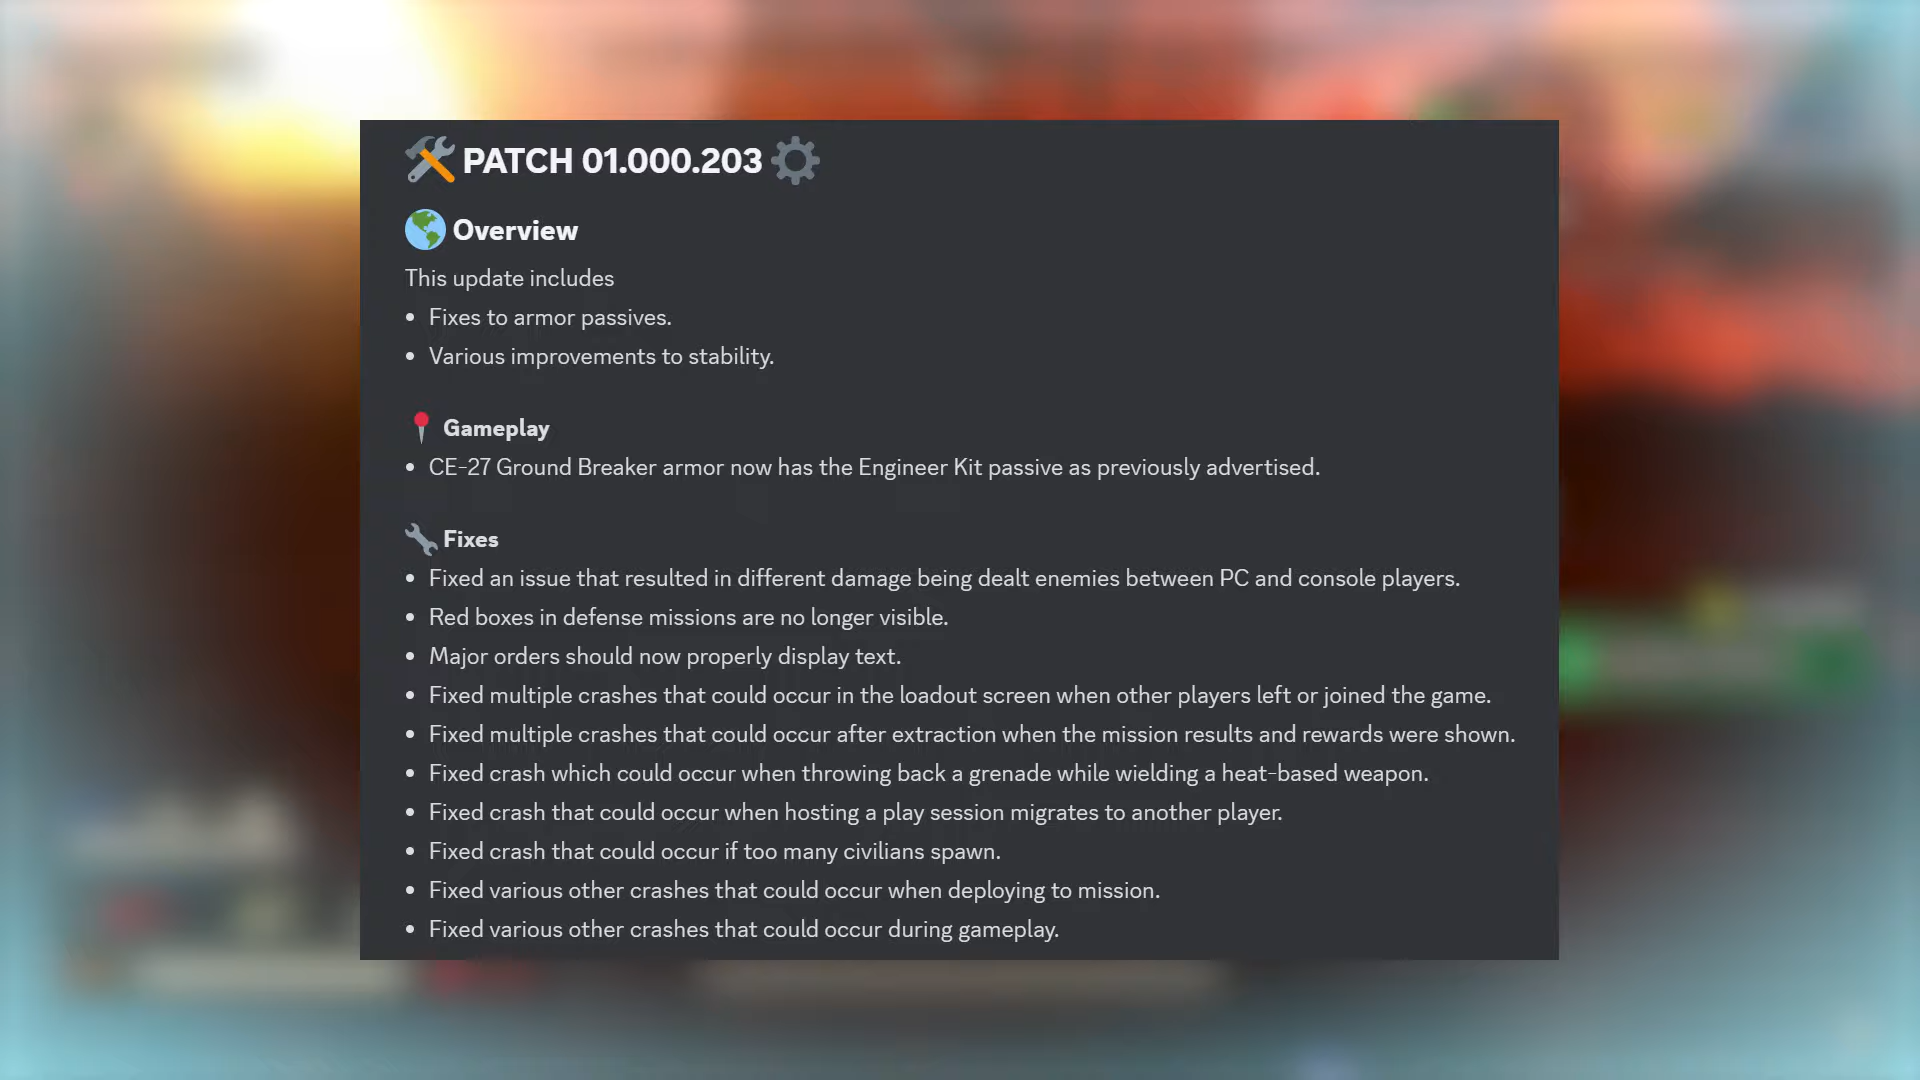 PATCH 01.000.203
Overview
This update includes
• Fixes to armor passives.
• Various improvements to stability.
Gameplay
• CE-27 Ground Breaker armor now has the Engineer Kit passive as previously advertised.
Fixes
• Fixed an issue that resulted in different damage being dealt enemies between PC and console players.
• Red boxes in defense missions are no longer visible.
• Major orders should now properly display text.
• Fixed multiple crashes that could occur in the loadout screen when other players left or joined the game.
• Fixed multiple crashes that could occur after extraction when the mission results and rewards were shown.
• Fixed crash which could occur when throwing back a grenade while wielding a heat-based weapon.
• Fixed crash that could occur when hosting a play session migrates to another player.
• Fixed crash that could occur if too many civilians spawn.
• Fixed various other crashes that could occur when deploying to mission.
• Fixed various other crashes that could occur during gameplay.